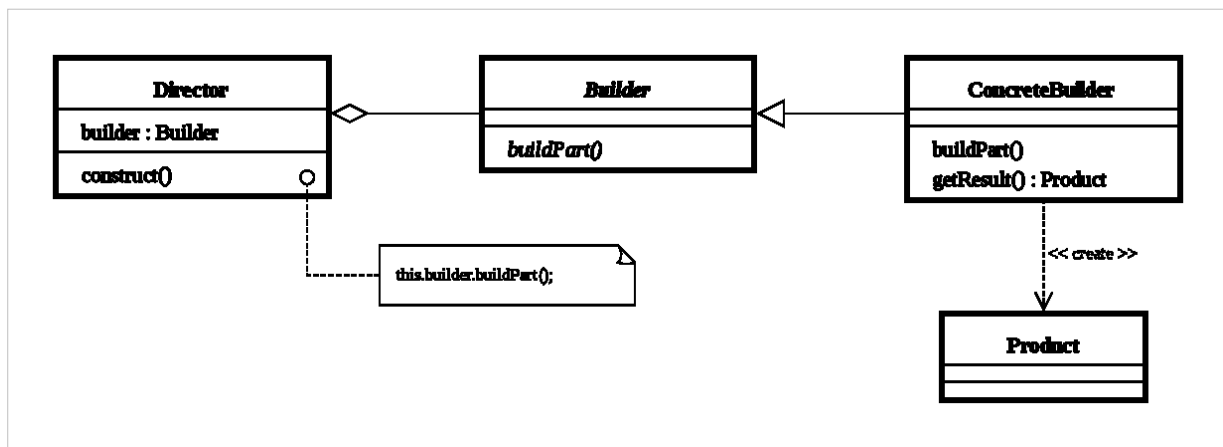 Director
builder : Builder
construct()
this.builder.buildPart();
Builder
buildPart()
ConcreteBuilder
buildPart()
getResult() : Product
<< create >>
Product